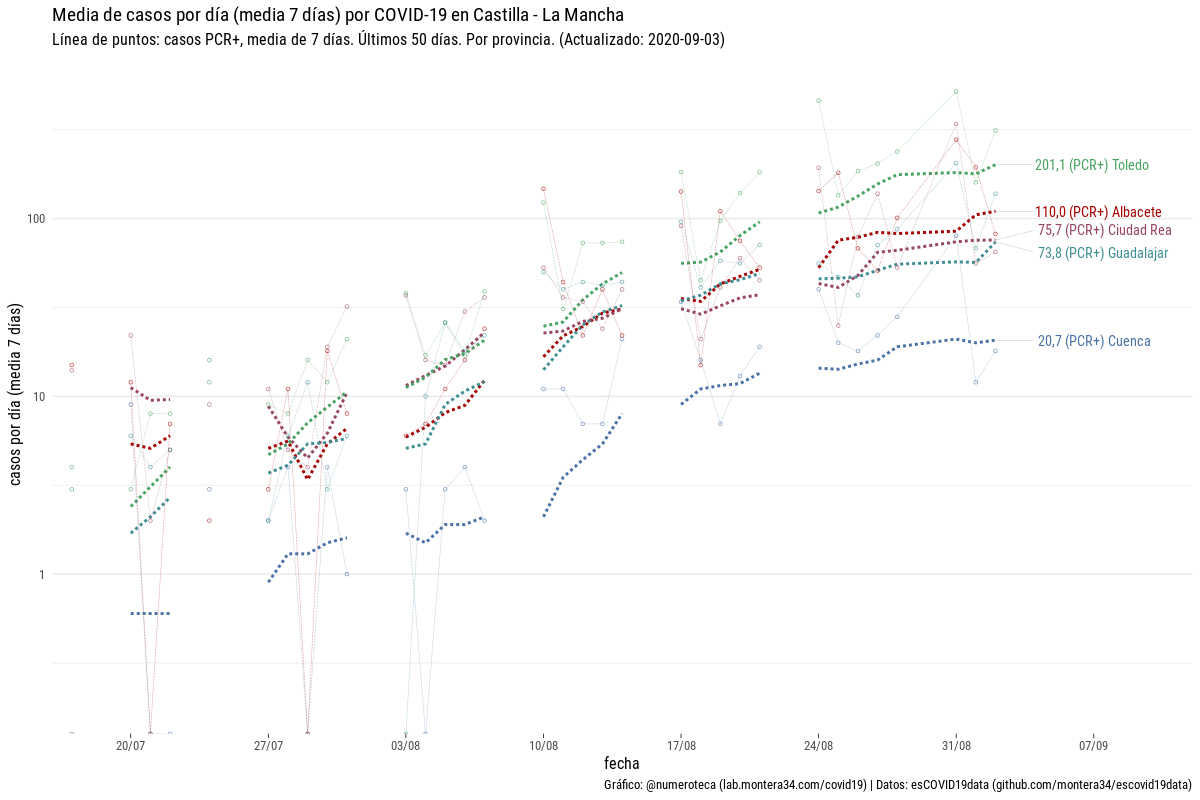 Media de casos por día (media 7 días) por COVID-19 en Castilla - La Mancha
Línea de puntos: casos PCR+, media de 7 días. Últimos 50 días. Por provincia. (Actualizado: 2020-09-03)
casos por día (media 7 días)
100
10
1
201,1 (PCR+) Toledo
110,0 (PCR+) Albacete
75,7 (PCR+) Ciudad Rea
73,8 (PCR+) Guadalajar
20,7 (PCR+) Cuenca
20/07 27/07 03/08 10/08 17/08 24/08 31/08 07/09
fecha
Gráfico: @numeroteca (lab.montera34.com/covid19) | Datos: esCOVID19data (github.com/montera34/escovid19data)